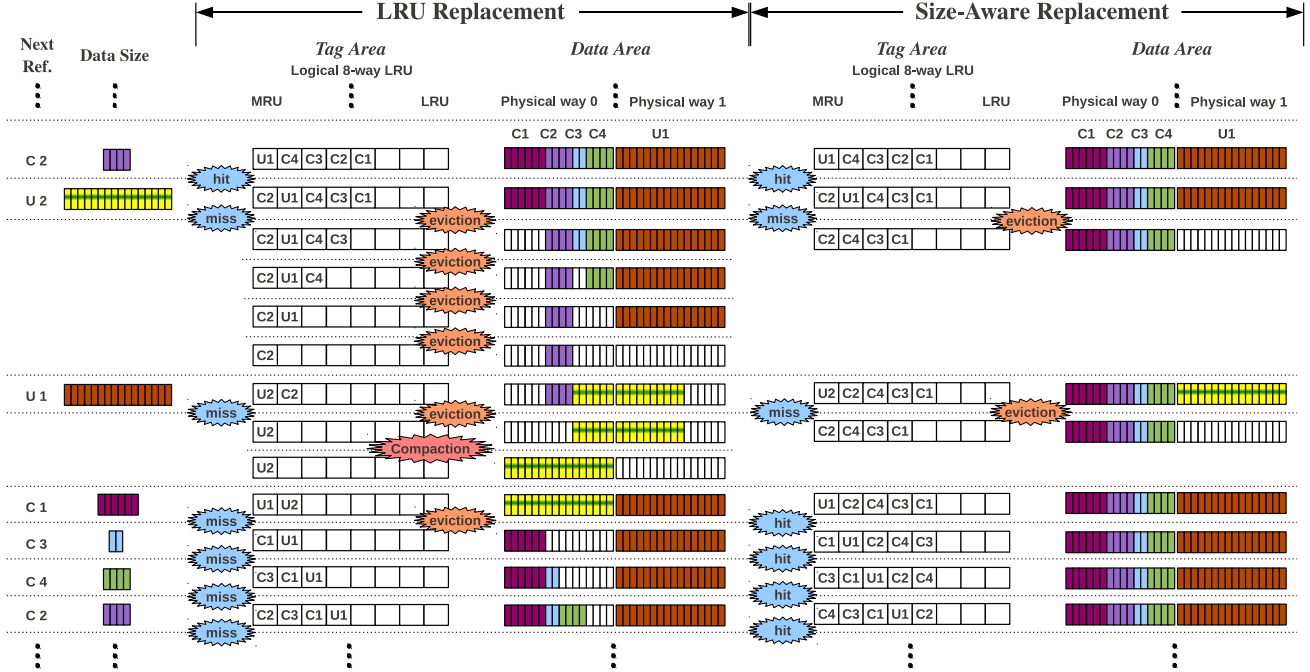 LRU Replacement Size-Aware Replacement
Next Ref. Data Size Tag Area Data Area Tag Area Data Area
Logical 8-way LRU Logical 8-way LRU
MRU LRU Physical way 0 Physical way 1 MRU LRU Physical way 0 Physical way 1
C1 C2 C3 C4 U1 C1 C2 C3 C4 U1
C 2 U1 C4 C3 C2 C1 U1 C4 C3 C2 C1
hit hit
U 2 C2 U1 C4 C3 C1 C2 U1 C4 C3 C1
miss eviction miss eviction
C2 U1 C4 C3 C2 C4 C3 C1
eviction
C2 U1 C4
eviction
C2 U1
eviction
C2
U 1 U2 C2 U2 C2 C4 C3 C1
miss eviction miss eviction
U2 C2 C4 C3 C1
Compaction
U2
C 1 U1 U2 U1 C2 C4 C3 C1
miss eviction hit
C 3 C1 U1 C1 U1 C2 C4 C3
miss hit
C 4 C3 C1 U1 C3 C1 U1 C2 C4
miss hit
C 2 C2 C3 C1 U1 C4 C3 C1 U1 C2
miss hit